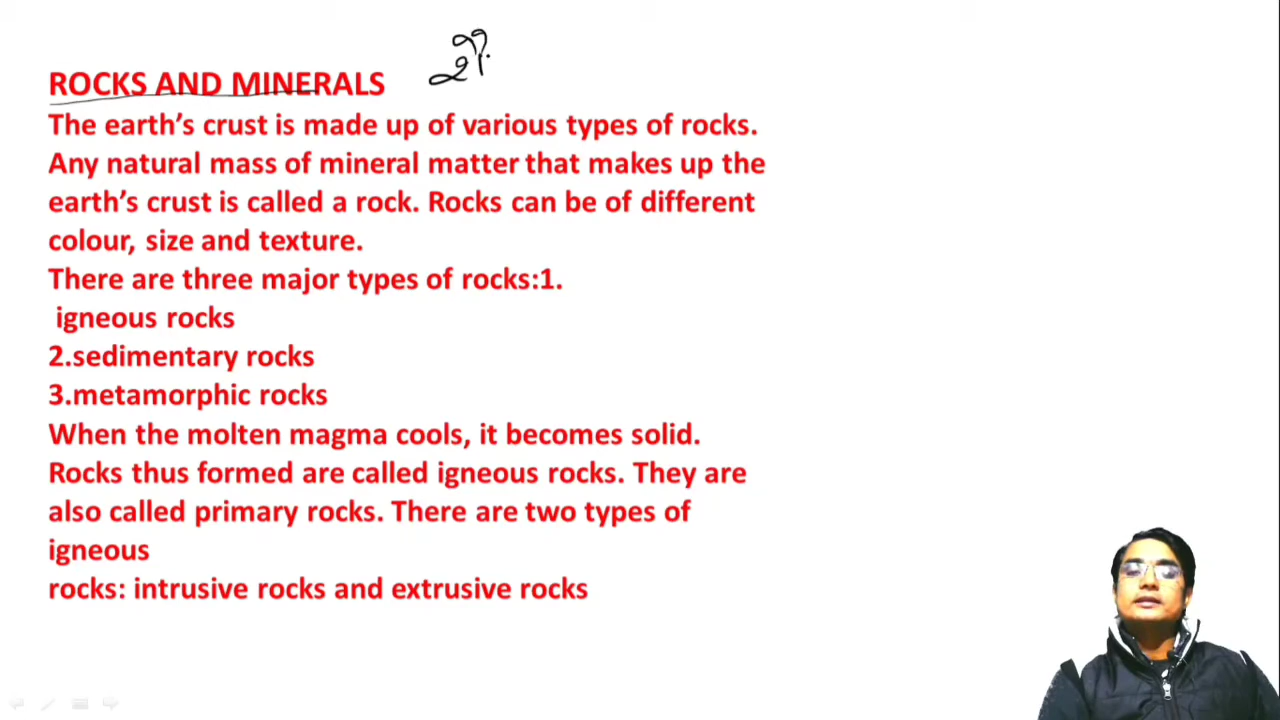 ROCKS AND MINERALS
The earth’s crust is made up of various types of rocks.
Any natural mass of mineral matter that makes up the
earth’s crust is called a rock. Rocks can be of different
colour, size and texture.
There are three major types of rocks:1.
igneous rocks
2.sedimentary rocks
3.metamorphic rocks
When the molten magma cools, it becomes solid.
Rocks thus formed are called igneous rocks. They are
also called primary rocks. There are two types of
igneous
rocks: intrusive rocks and extrusive rocks